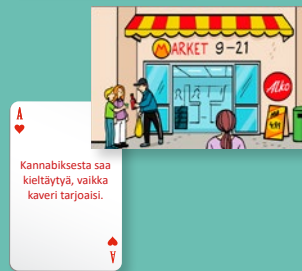 MARKET 9-21
Alko
A
Kannabiksesta saa
kieltäytyä, vaikka
kaveri tarjoaisi.
A